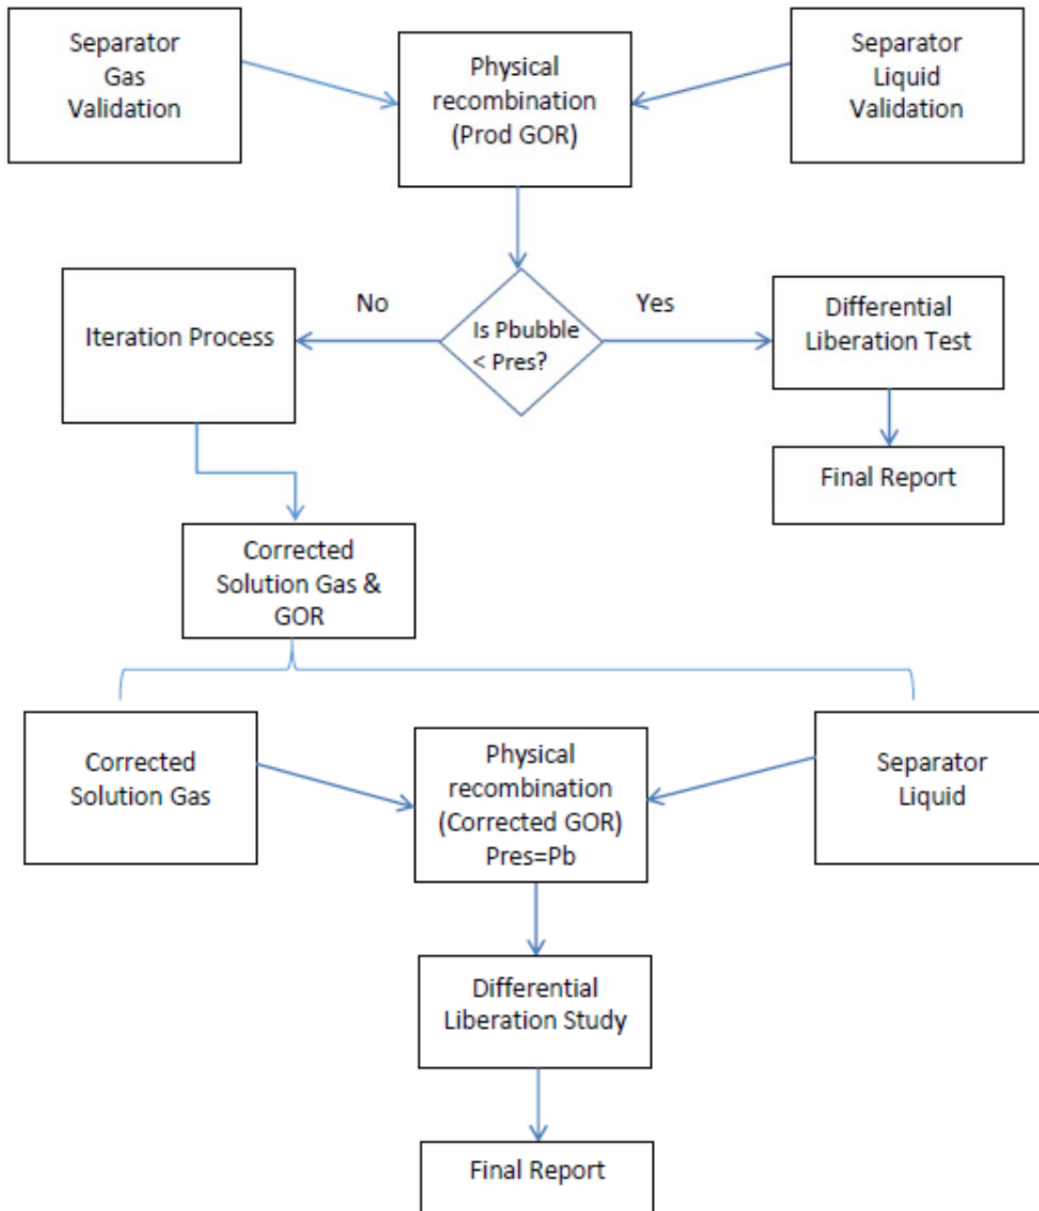 Separator
Gas
Validation
Physical
recombination
(Prod GOR)
Separator
Liquid
Validation
No
Yes
Iteration Process
Is Pbubble
< Pres?
Differential
Liberation Test
Final Report
Corrected
Solution Gas &
GOR
Corrected
Solution Gas
Physical
recombination
(Corrected GOR)
Pres=Pb
Separator
Liquid
Differential
Liberation Study
Final Report